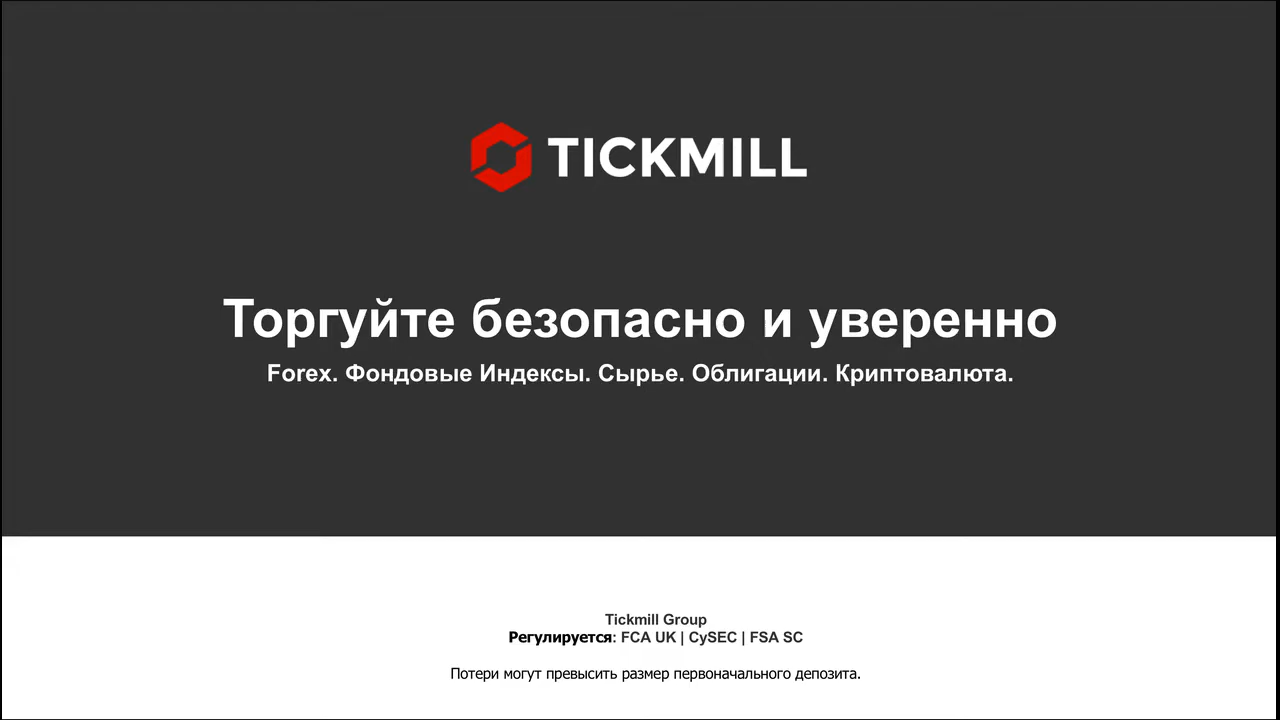 TICKMILL
Торгуйте безопасно и уверенно
Forex. Фондовые Индексы. Сырье. Облигации. Криптовалюта.
Tickmill Group
Регулируется: FCA UK | CySEC | FSA SC
Потери могут превысить размер первоначального депозита.